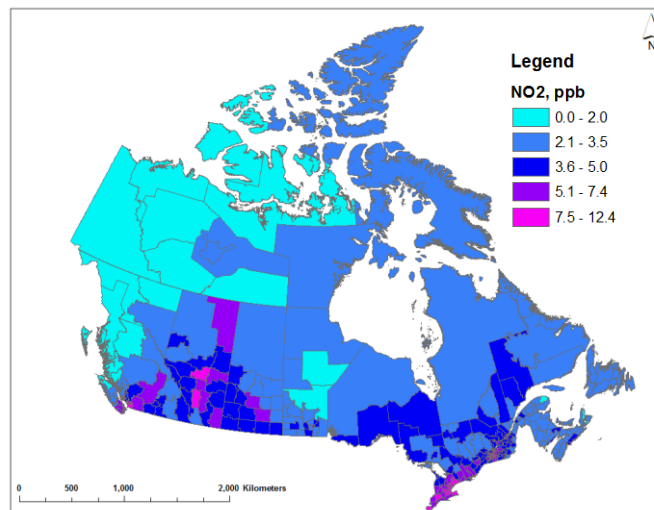 N
Legend
NO2, ppb
0.0 - 2.0
2.1 - 3.5
3.6 - 5.0
5.1 - 7.4
7.5 - 12.4
0 500 1,000 2,000 Kilometers